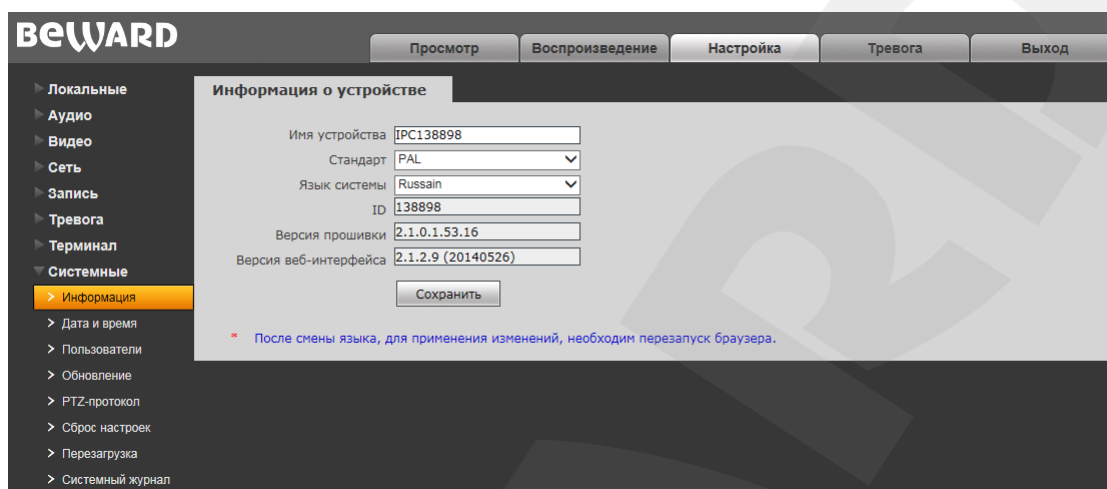 BEWARD
Просмотр Воспроизведение Настройка Тревога Выход
Локальные
Аудио
Видео
Сеть
Запись
Тревога
Терминал
Системные
Информация
Дата и время
Пользователи
Обновление
PTZ-протокол
Сброс настроек
Перезагрузка
Системный журнал
Информация о устройстве
Имя устройства IPC138898
Стандарт PAL
Язык системы Russain
ID 138898
Версия прошивки 2.1.0.1.53.16
Версия веб-интерфейса 2.1.2.9 (20140526)
Сохранить
* После смены языка, для применения изменений, необходим перезапуск браузера.